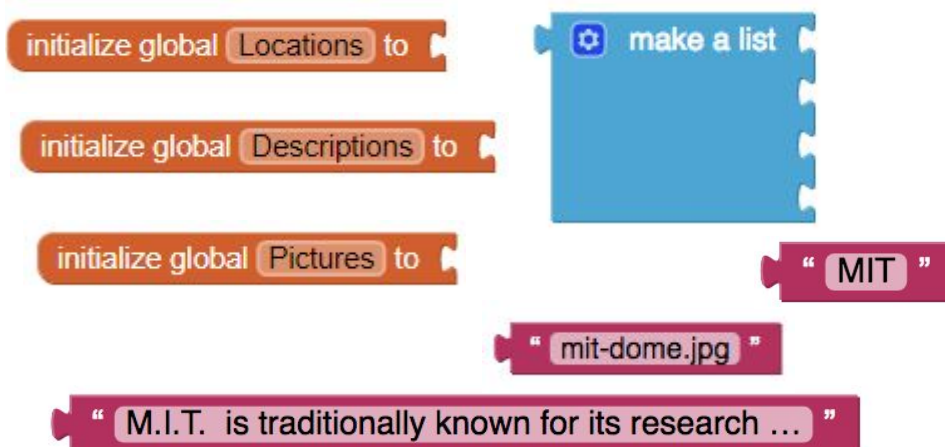 initialize global Locations to
make a list
initialize global Descriptions to
initialize global Pictures to
“ MIT ”
“ mit-dome.jpg ”
“ M.I.T. is traditionally known for its research ... ”